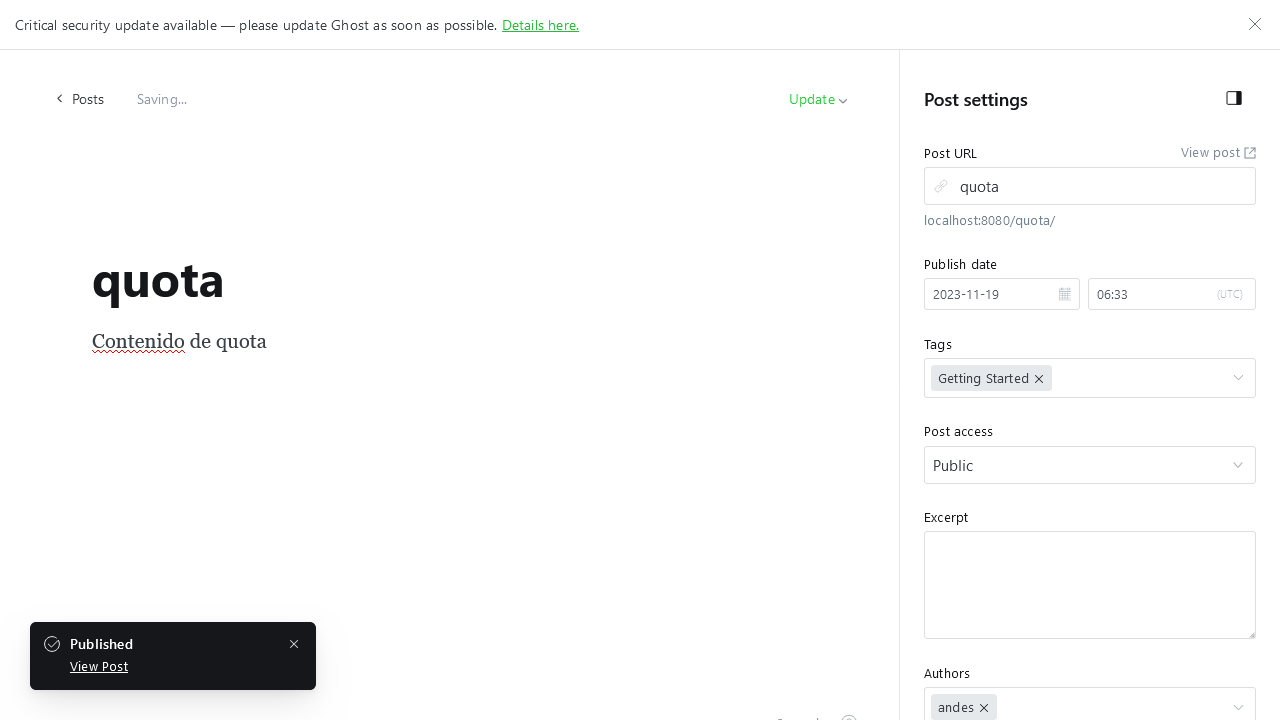 Critical security update available — please update Ghost as soon as possible. Details here.
Posts
Saving...
Update
Post settings
Post URL
View post
quota
localhost:8080/quota/
Publish date
2023-11-19
06:33
(UTC)
Tags
Getting Started
Post access
Public
Excerpt
Authors
andes
quota
Contenido de quota
Published
View Post